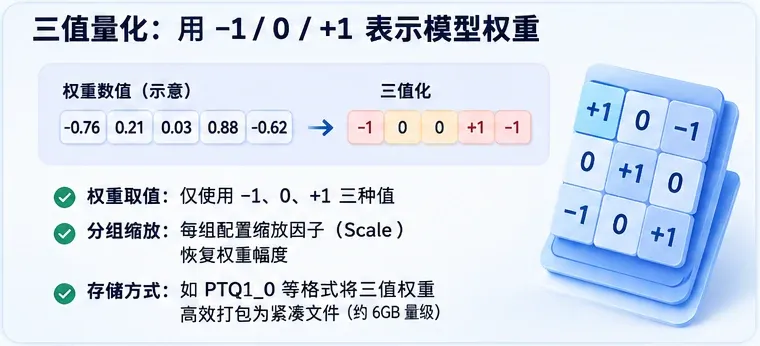 三值量化：用 −1 / 0 / +1 表示模型权重
权重数值（示意）
三值化
-0.76 0.21 0.03 0.88 -0.62 → −1 0 0 +1 −1
权重取值：仅使用 −1、0、+1 三种值
分组缩放：每组配置缩放因子（Scale）
恢复权重幅度
存储方式：如 PTQ1_0 等格式将三值权重
高效打包为紧凑文件（约 6GB 量级）
+1 0 −1
0 +1 0
−1 0 +1